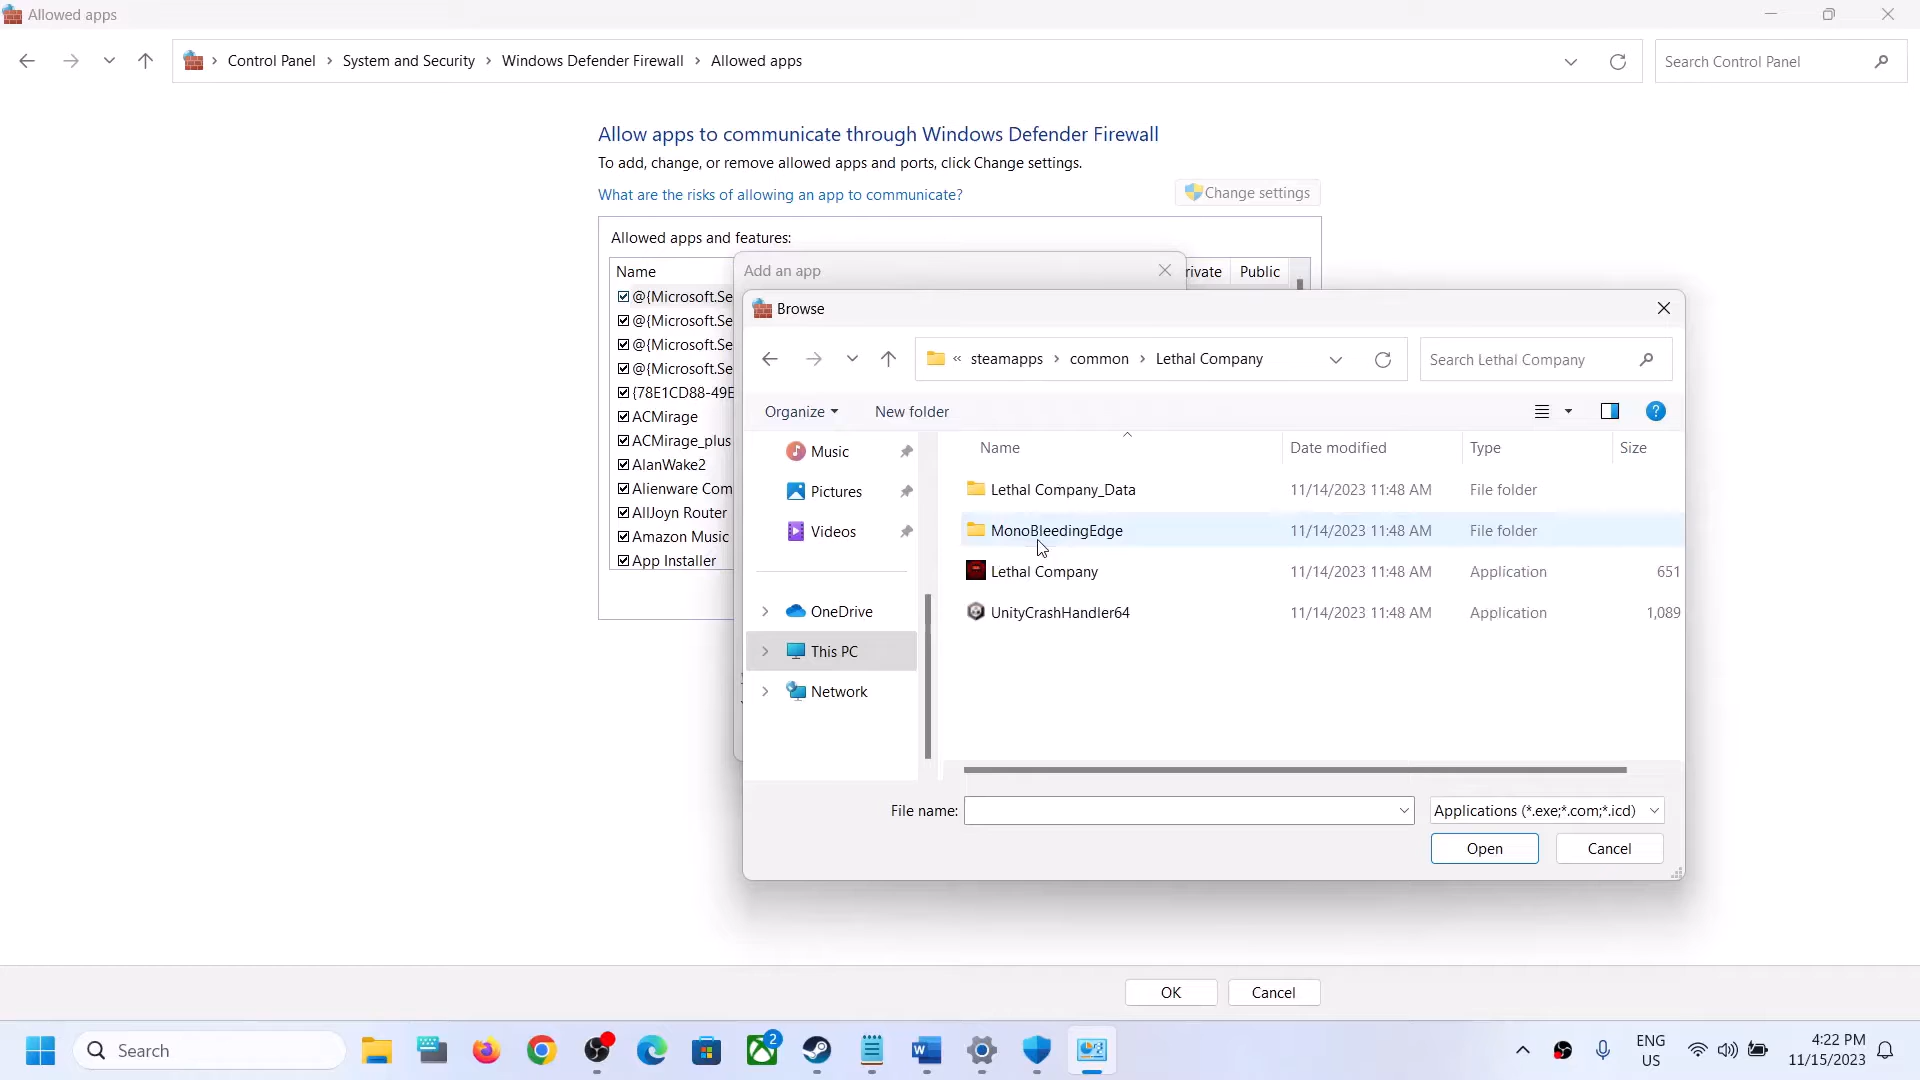 Allowed apps
Control Panel > System and Security > Windows Defender Firewall > Allowed apps
Search Control Panel
Allow apps to communicate through Windows Defender Firewall
To add, change, or remove allowed apps and ports, click Change settings.
What are the risks of allowing an app to communicate?
Change settings
Allowed apps and features:
Name
rivate Public
@{Microsoft.Se
@{Microsoft.Se
@{Microsoft.Se
@{Microsoft.Se
{78E1CD88-49E
ACMirage
ACMirage_plus
AlanWake2
Alienware Com
AllJoyn Router
Amazon Music
App Installer
Add an app
Browse
« steamapps > common > Lethal Company
Search Lethal Company
Organize
New folder
Music
Pictures
Videos
OneDrive
This PC
Network
Name Date modified Type Size
Lethal Company_Data 11/14/2023 11:48 AM File folder
MonoBleedingEdge 11/14/2023 11:48 AM File folder
Lethal Company 11/14/2023 11:48 AM Application 651
UnityCrashHandler64 11/14/2023 11:48 AM Application 1,089
File name:
Applications (*.exe;*.com;*.icd)
Open Cancel
OK Cancel
Search
2
ENG
US
4:22 PM
11/15/2023